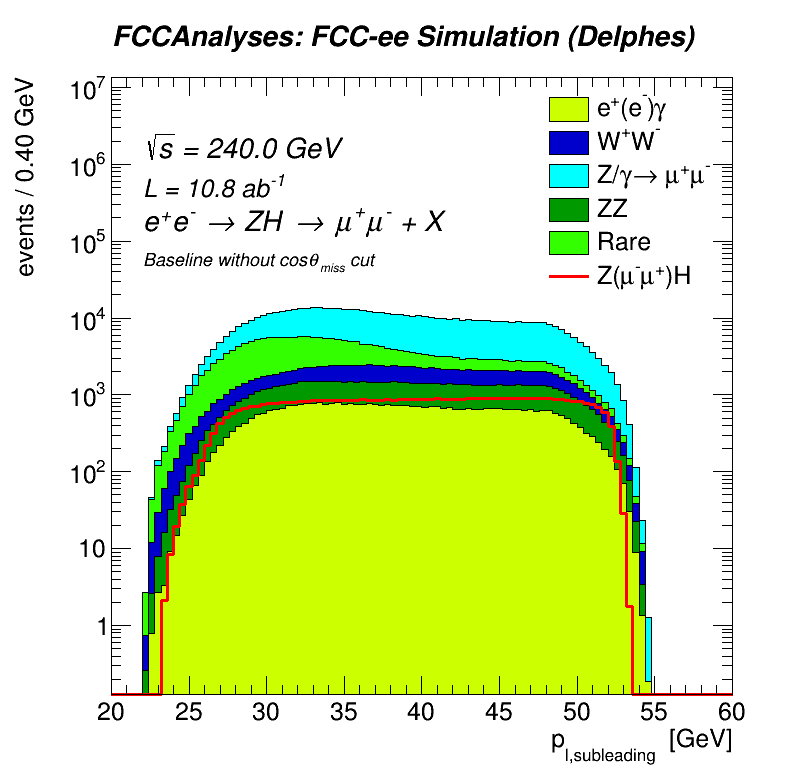 FCCAnalyses: FCC-ee Simulation (Delphes)
events / 0.40 GeV
10⁷
10⁶
10⁵
10⁴
10³
10²
10
1
√s = 240.0 GeV
L = 10.8 ab⁻¹
e⁺e⁻ → ZH → μ⁺μ⁻ + X
Baseline without cosθ_miss cut
e⁺(e⁻)γ
W⁺W⁻
Z/γ→ μ⁺μ⁻
ZZ
Rare
Z(μ⁻μ⁺)H
20 25 30 35 40 45 50 55 60
p_l,subleading [GeV]